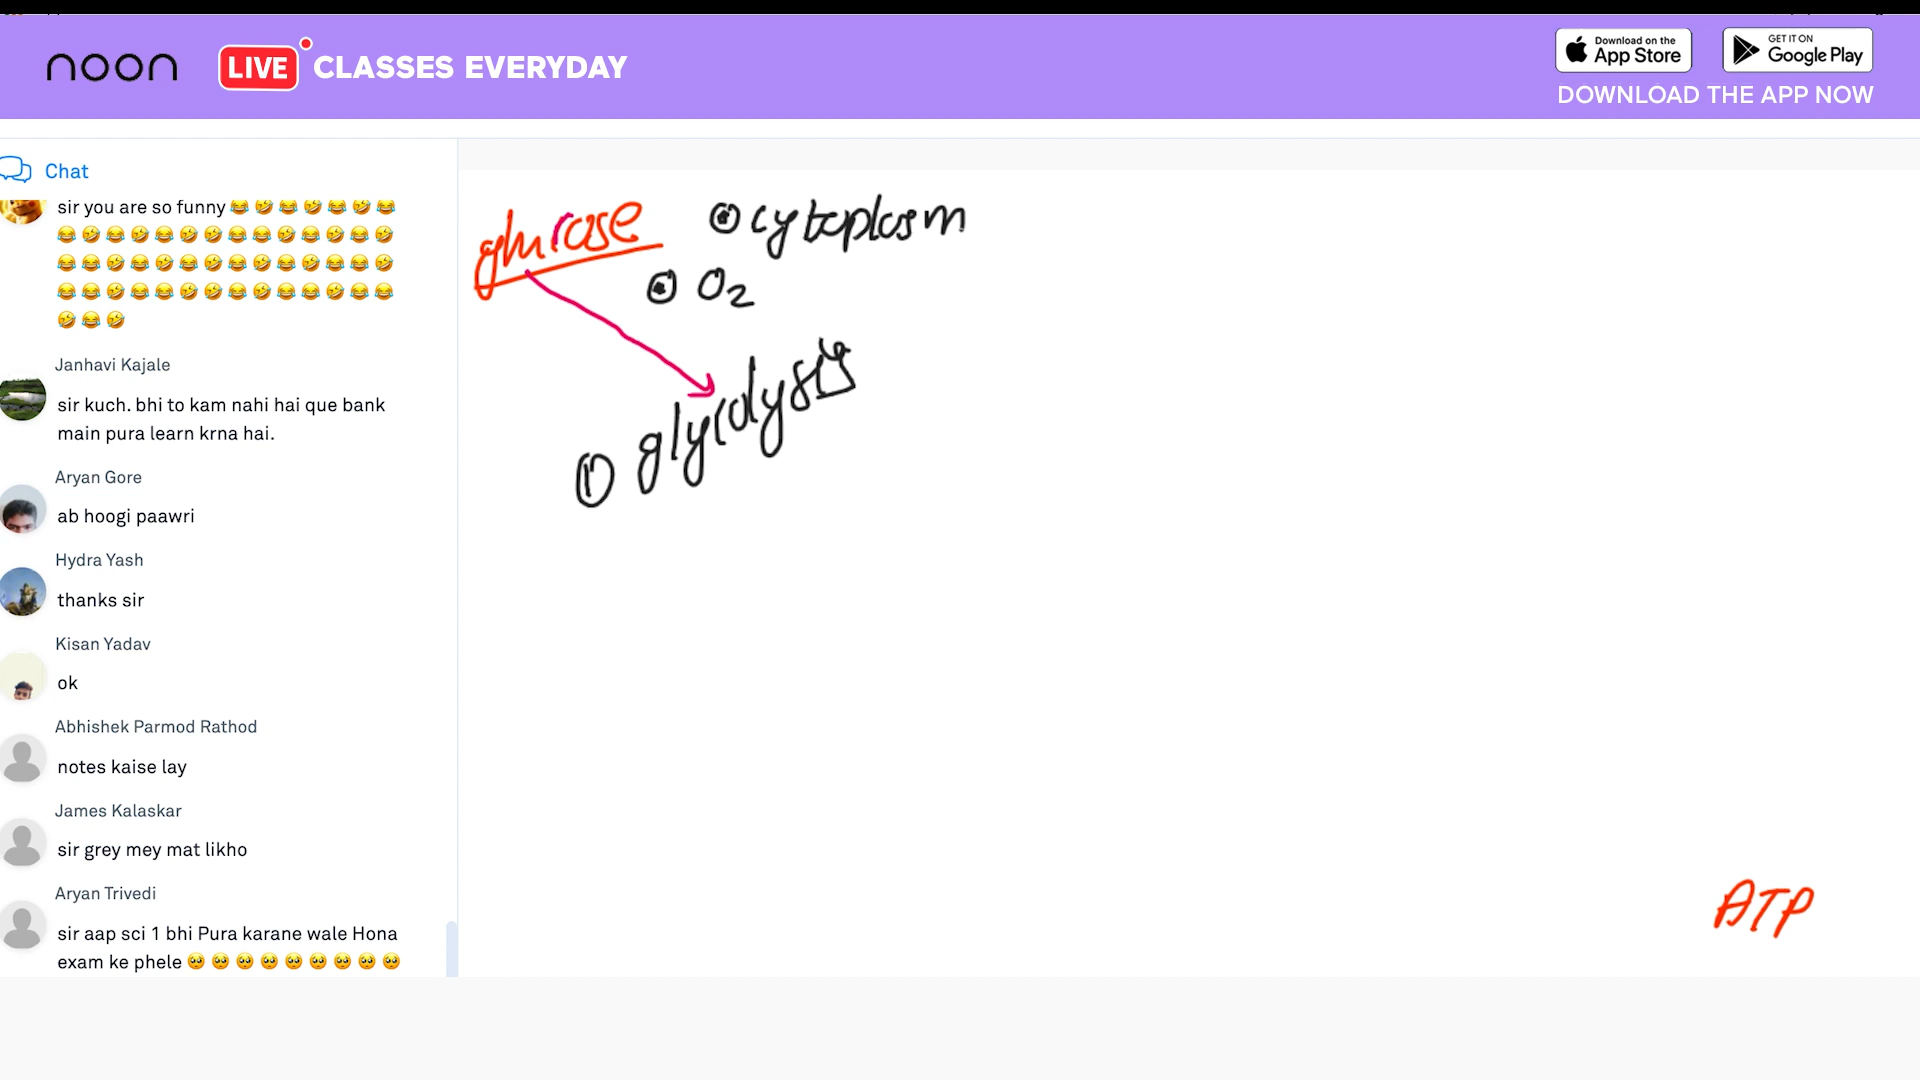 noon LIVE CLASSES EVERYDAY
Download on the App Store
GET IT ON Google Play
DOWNLOAD THE APP NOW
Chat
sir you are so funny 😂 🤣 😂 🤣 😂 🤣 😂
😂 🤣 😂 🤣 😂 🤣 🤣 😂 😂 🤣 😂 🤣 😂 🤣
😂 😂 🤣 😂 🤣 😂 🤣 😂 🤣 😂 🤣 😂 😂 🤣
😂 😂 🤣 😂 😂 🤣 🤣 😂 🤣 😂 😂 🤣 😂 😂
🤣 😂 🤣
Janhavi Kajale
sir kuch. bhi to kam nahi hai que bank
main pura learn krna hai.
Aryan Gore
ab hoogi paawri
Hydra Yash
thanks sir
Kisan Yadav
ok
Abhishek Parmod Rathod
notes kaise lay
James Kalaskar
sir grey mey mat likho
Aryan Trivedi
sir aap sci 1 bhi Pura karane wale Hona
exam ke phele 🥺 🥺 🥺 🥺 🥺 🥺 🥺 🥺 🥺
glucose
cytoplasm
O2
① glycolysis
ATP